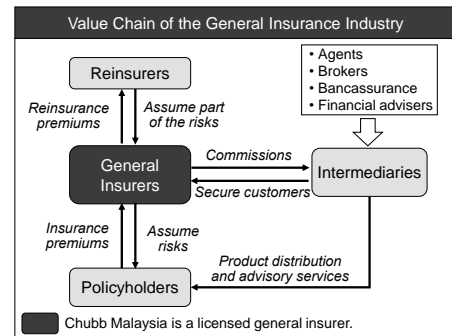 Value Chain of the General Insurance Industry
• Agents
• Brokers
• Bancassurance
• Financial advisers
Reinsurers
Reinsurance
premiums
Assume part
of the risks
General
Insurers
Commissions
Secure customers
Intermediaries
Insurance
premiums
Assume
risks
Product distribution
and advisory services
Policyholders
Chubb Malaysia is a licensed general insurer.